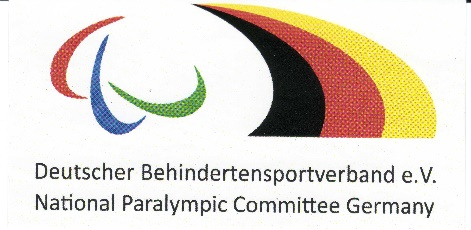 Deutscher Behindertensportverband e.V.
National Paralympic Committee Germany